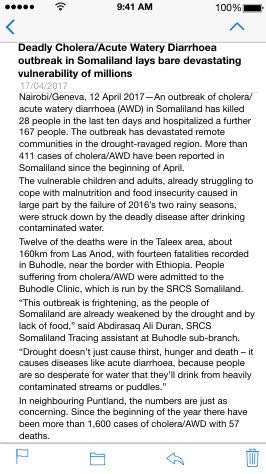 9:41 AM
100%
Deadly Cholera/Acute Watery Diarrhoea
outbreak in Somaliland lays bare devastating
vulnerability of millions
17/04/2017
Nairobi/Geneva, 12 April 2017—An outbreak of cholera/
acute watery diarrhoea (AWD) in Somaliland has killed
28 people in the last ten days and hospitalized a further
167 people. The outbreak has devastated remote
communities in the drought-ravaged region. More than
411 cases of cholera/AWD have been reported in
Somaliland since the beginning of April.
The vulnerable children and adults, already struggling to
cope with malnutrition and food insecurity caused in
large part by the failure of 2016's two rainy seasons,
were struck down by the deadly disease after drinking
contaminated water.
Twelve of the deaths were in the Taleex area, about
160km from Las Anod, with fourteen fatalities recorded
in Buhodle, near the border with Ethiopia. People
suffering from cholera/AWD were admitted to the
Buhodle Clinic, which is run by the SRCS Somaliland.
“This outbreak is frightening, as the people of
Somaliland are already weakened by the drought and by
lack of food,” said Abdirasaq Ali Duran, SRCS
Somaliland Tracing assistant at Buhodle sub-branch.
“Drought doesn't just cause thirst, hunger and death – it
causes diseases like acute diarrhoea, because people
are so desperate for water that they'll drink from heavily
contaminated streams or puddles.”
In neighbouring Puntland, the numbers are just as
concerning. Since the beginning of the year there have
been more than 1,600 cases of cholera/AWD with 57
deaths.